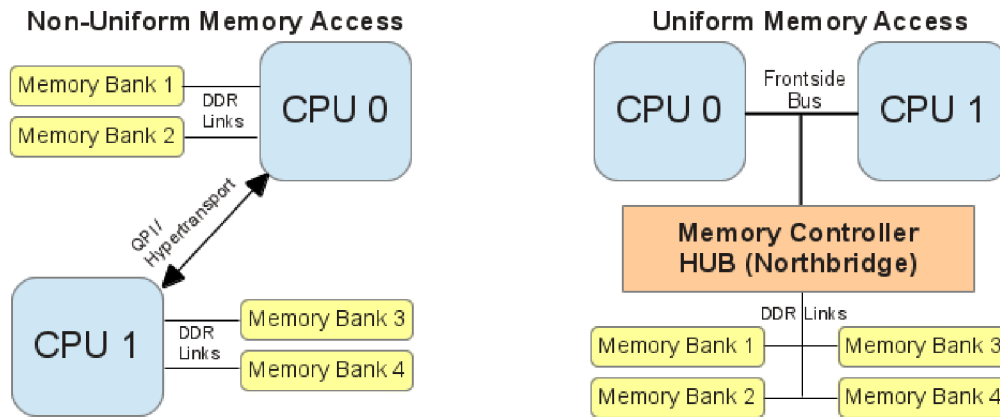 Non-Uniform Memory Access
Memory Bank 1
DDR
Links
Memory Bank 2
CPU 0
QPI/
Hypertransport
CPU 1
DDR
Links
Memory Bank 3
Memory Bank 4
Uniform Memory Access
CPU 0
Frontside
Bus
CPU 1
Memory Controller
HUB (Northbridge)
DDR Links
Memory Bank 1
Memory Bank 3
Memory Bank 2
Memory Bank 4